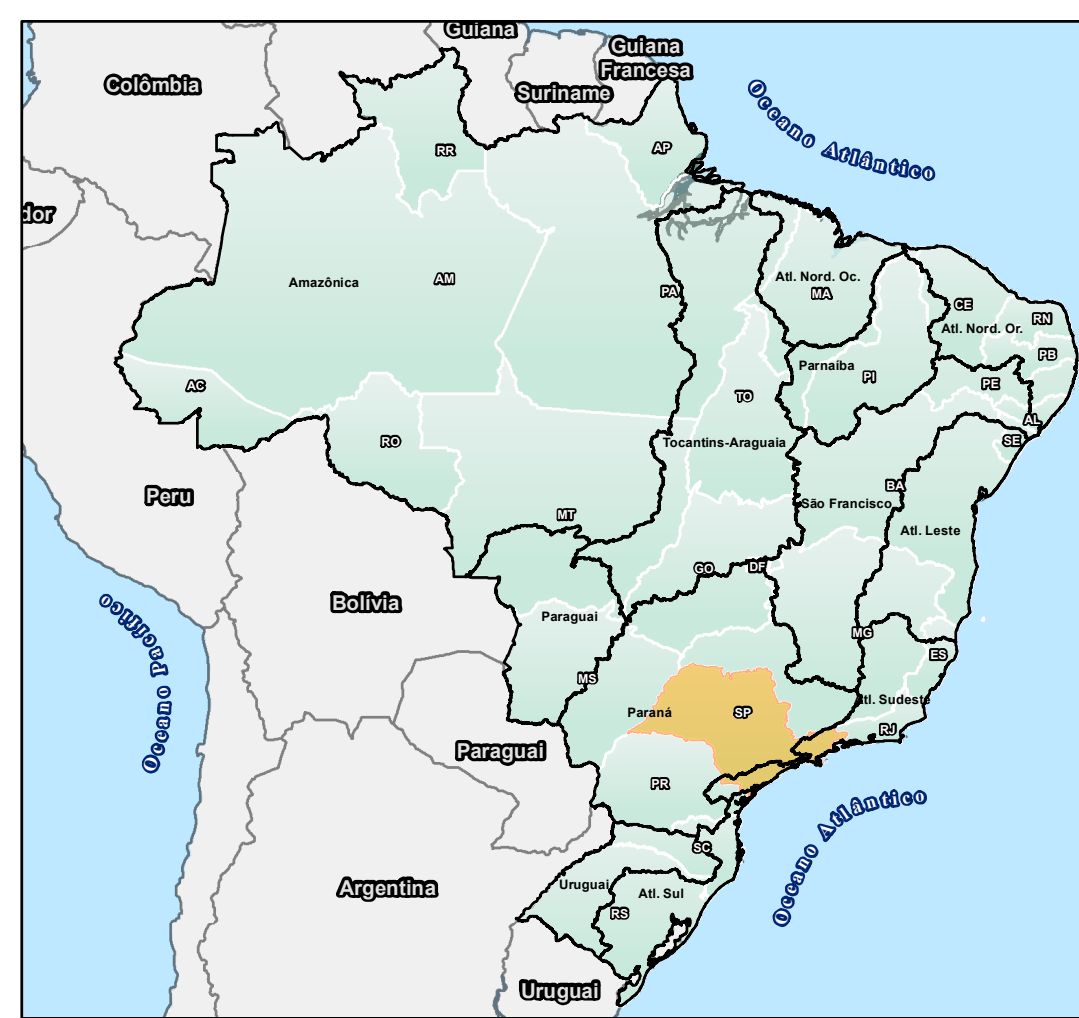 Guiana
Guiana
Francesa
Colômbia
Suriname
Oceano Atlântico
RR
AP
dor
Amazônica
AM
PA
Atl. Nord. Oc.
MA
CE
RN
Atl. Nord. Or.
PB
Parnaíba
PI
PE
AC
TO
AL
RO
Tocantins-Araguaia
SE
Peru
BA
São Francisco
MT
Atl. Leste
GO
DF
Bolívia
Oceano Pacífico
Paraguai
MG
ES
MS
Atl. Sudeste
Paraná
SP
RJ
Paraguai
PR
Oceano Atlântico
SC
Argentina
Uruguai
Atl. Sul
RS
Uruguai